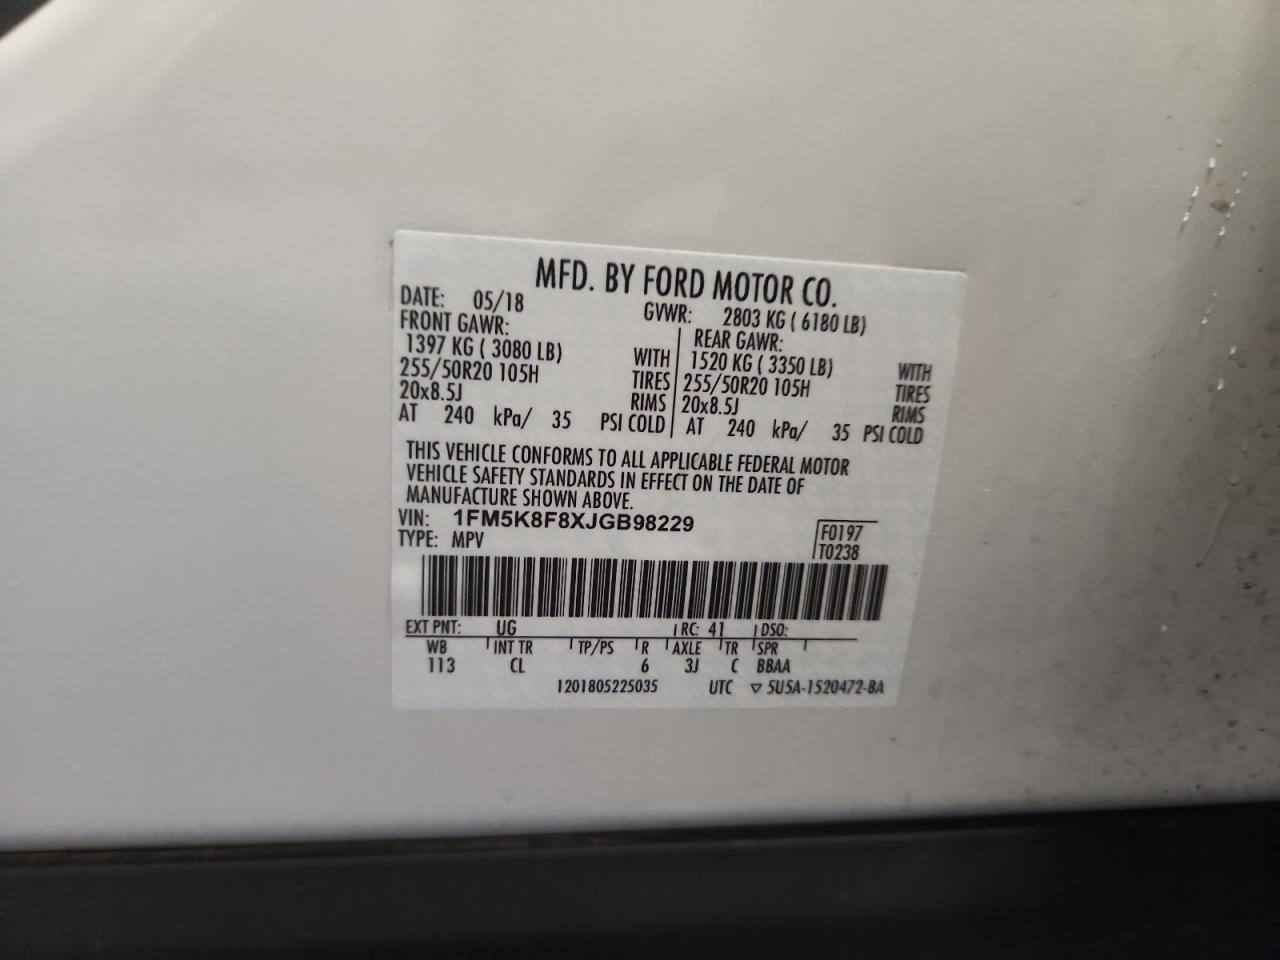 MFD. BY FORD MOTOR CO.
DATE: 05/18 GVWR: 2803 KG ( 6180 LB)
FRONT GAWR: REAR GAWR:
1397 KG ( 3080 LB) WITH 1520 KG ( 3350 LB) WITH
255/50R20 105H TIRES 255/50R20 105H TIRES
20x8.5J RIMS 20x8.5J RIMS
AT 240 kPa/ 35 PSI COLD AT 240 kPa/ 35 PSI COLD
THIS VEHICLE CONFORMS TO ALL APPLICABLE FEDERAL MOTOR
VEHICLE SAFETY STANDARDS IN EFFECT ON THE DATE OF
MANUFACTURE SHOWN ABOVE.
VIN: 1FM5K8F8XJGB98229 F0197
TYPE: MPV T0238
EXT PNT: UG RC: 41 DSO:
WB INT TR TP/PS R AXLE TR SPR
113 CL 6 3J C BBAA
1201805225035 UTC ▽ 5U5A-1520472-BA